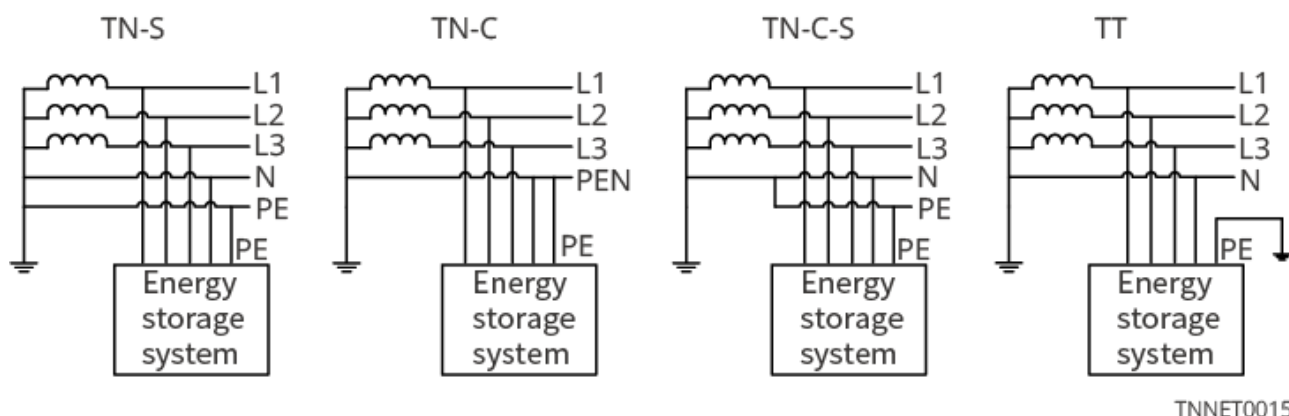 TN-S
TN-C
TN-C-S
TT
L1
L2
L3
N
PE
PE
Energy
storage
system
L1
L2
L3
PEN
PE
Energy
storage
system
L1
L2
L3
N
PE
PE
Energy
storage
system
L1
L2
L3
N
PE
Energy
storage
system
TNNET0015